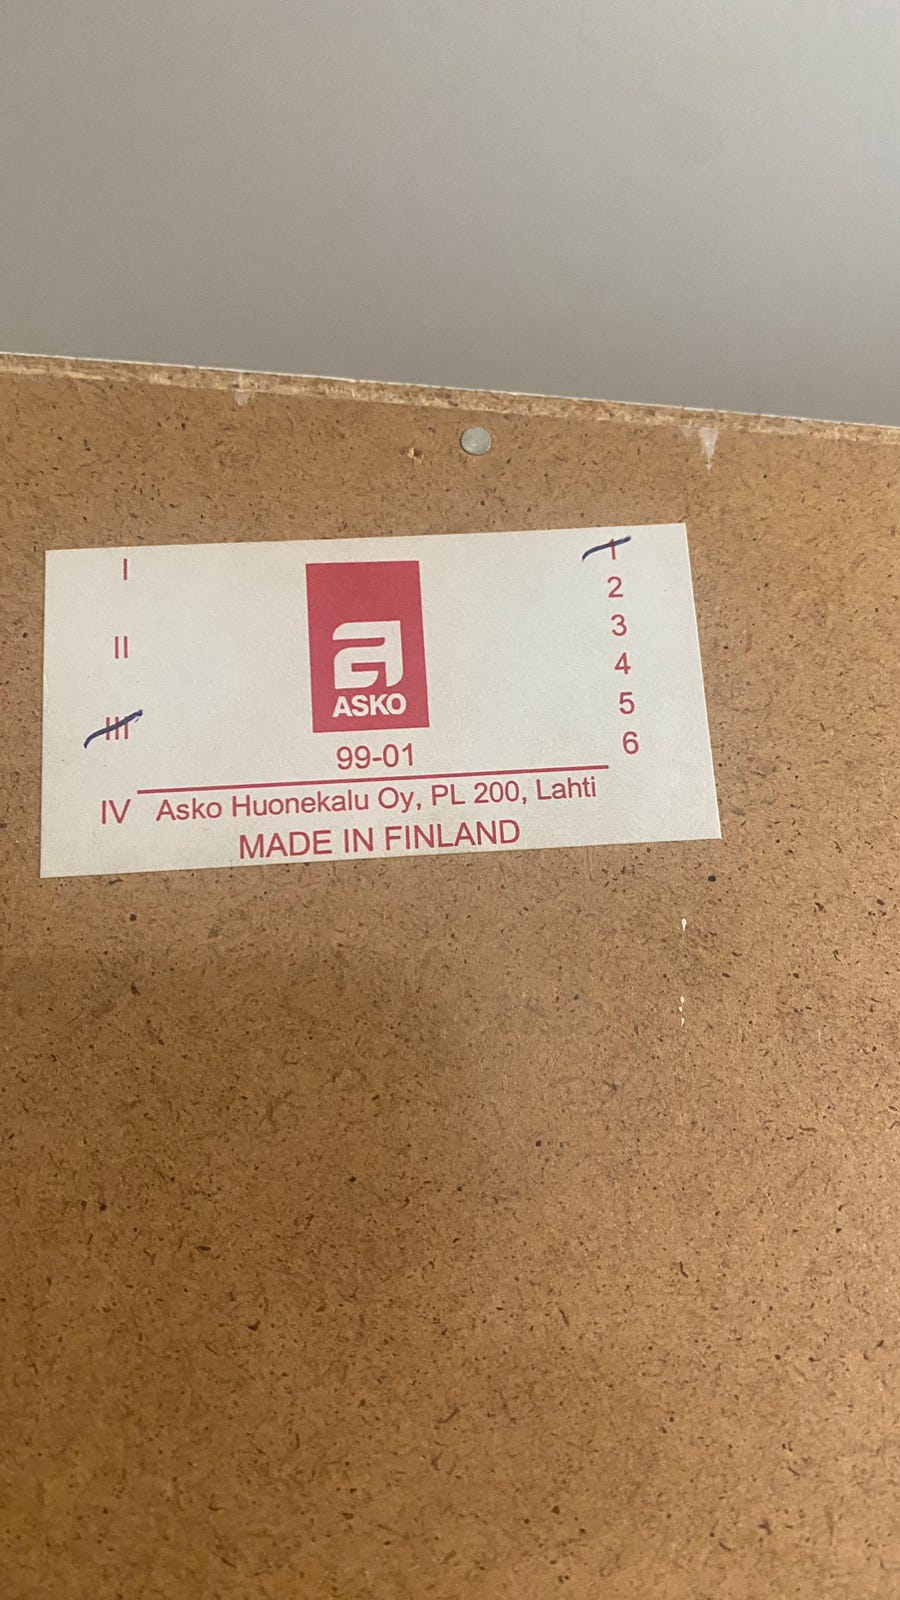 I
II
III
IV
ASKO
99-01
Asko Huonekalu Oy, PL 200, Lahti
MADE IN FINLAND
1
2
3
4
5
6